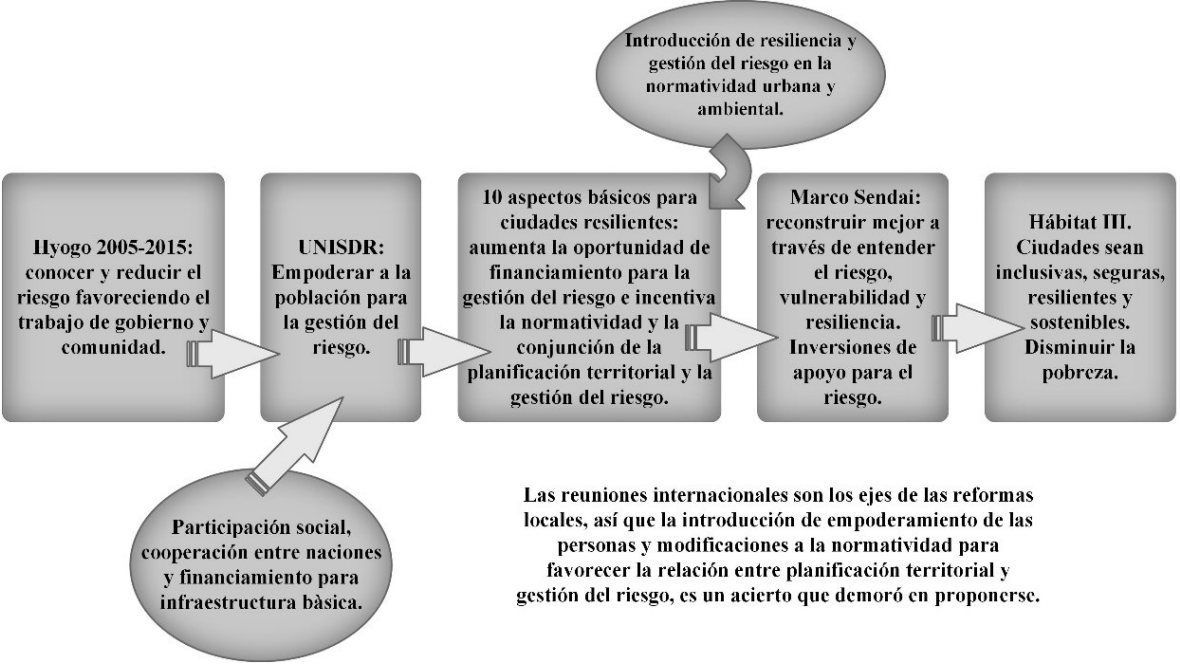 Introducción de resiliencia y
gestión del riesgo en la
normatividad urbana y
ambiental.
Hyogo 2005-2015:
conocer y reducir el
riesgo favoreciendo el
trabajo de gobierno y
comunidad.
UNISDR:
Empoderar a la
población para
la gestión del
riesgo.
10 aspectos básicos para
ciudades resilientes:
aumenta la oportunidad de
financiamiento para la
gestión del riesgo e incentiva
la normatividad y la
conjunción de la
planificación territorial y la
gestión del riesgo.
Marco Sendai:
reconstruir mejor a
través de entender
el riesgo,
vulnerabilidad y
resiliencia.
Inversiones de
apoyo para el
riesgo.
Hábitat III.
Ciudades sean
inclusivas, seguras,
resilientes y
sostenibles.
Disminuir la
pobreza.
Participación social,
cooperación entre naciones
y financiamiento para
infraestructura bàsica.
Las reuniones internacionales son los ejes de las reformas
locales, así que la introducción de empoderamiento de las
personas y modificaciones a la normatividad para
favorecer la relación entre planificación territorial y
gestión del riesgo, es un acierto que demoró en proponerse.